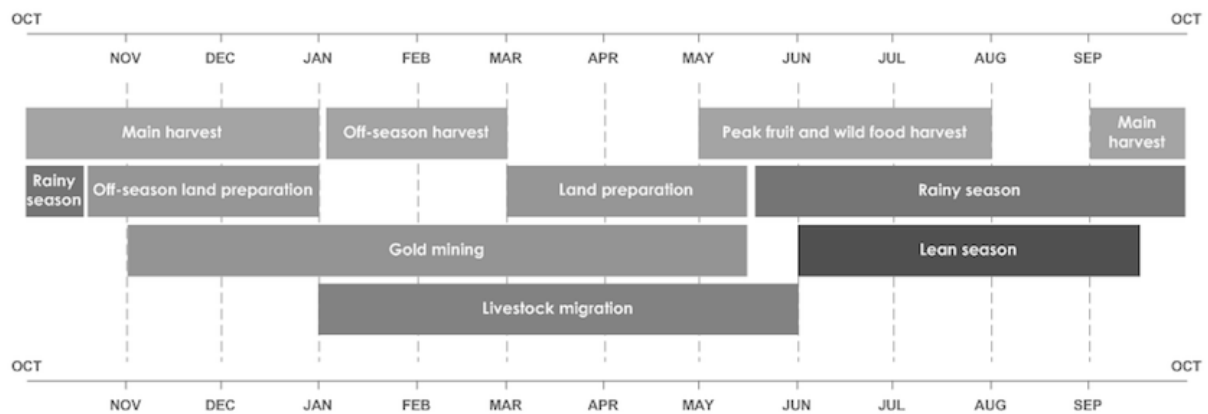 OCT OCT
NOV DEC JAN FEB MAR APR MAY JUN JUL AUG SEP
Main harvest
Off-season harvest
Peak fruit and wild food harvest
Main
harvest
Rainy
season
Off-season land preparation
Land preparation
Rainy season
Gold mining
Lean season
Livestock migration
OCT OCT
NOV DEC JAN FEB MAR APR MAY JUN JUL AUG SEP